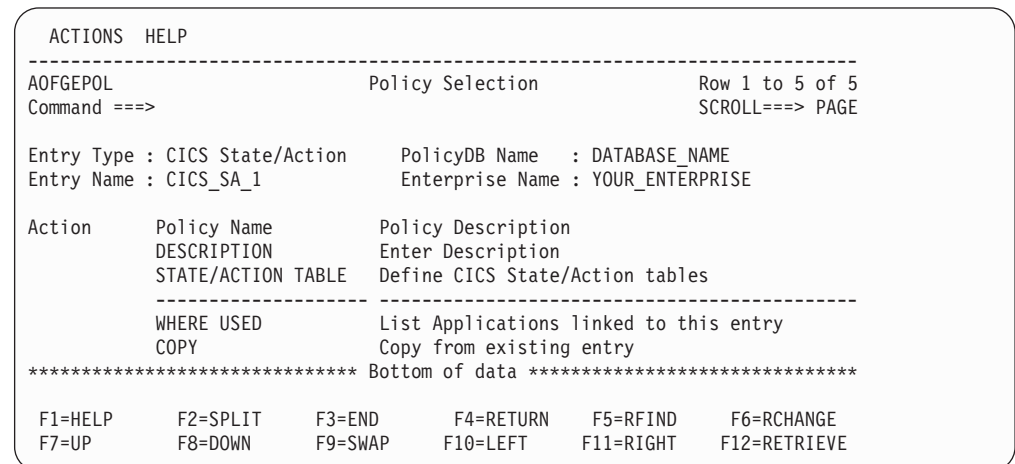 ACTIONS HELP
-------------------------------------------------------------------------------
AOFGEPOL Policy Selection Row 1 to 5 of 5
Command ===> SCROLL===> PAGE
Entry Type : CICS State/Action PolicyDB Name : DATABASE_NAME
Entry Name : CICS_SA_1 Enterprise Name : YOUR_ENTERPRISE
Action Policy Name Policy Description
DESCRIPTION Enter Description
STATE/ACTION TABLE Define CICS State/Action tables
-------------------- ---------------------------------------------
WHERE USED List Applications linked to this entry
COPY Copy from existing entry
******************************* Bottom of data *******************************
F1=HELP F2=SPLIT F3=END F4=RETURN F5=RFIND F6=RCHANGE
F7=UP F8=DOWN F9=SWAP F10=LEFT F11=RIGHT F12=RETRIEVE